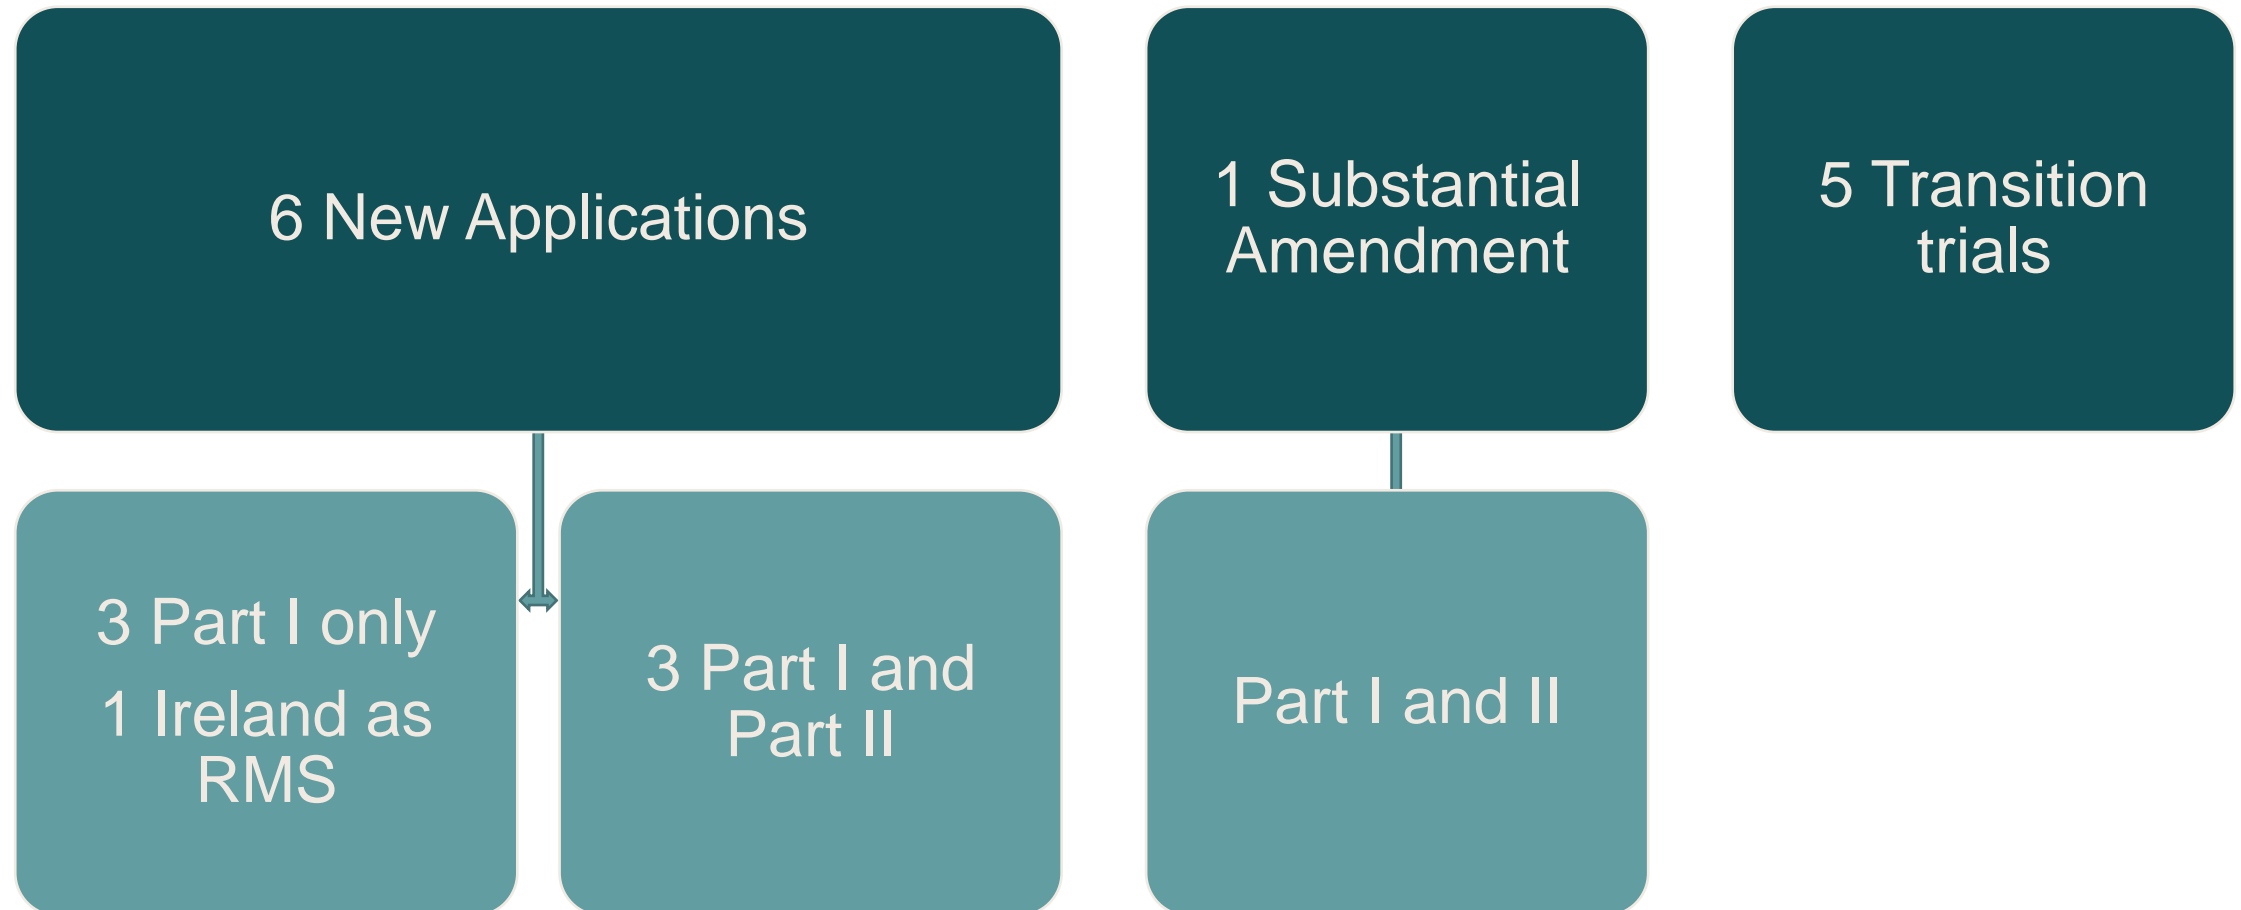 6 New Applications
1 Substantial
Amendment
5 Transition
trials
3 Part I only
1 Ireland as
RMS
3 Part I and
Part II
Part I and II